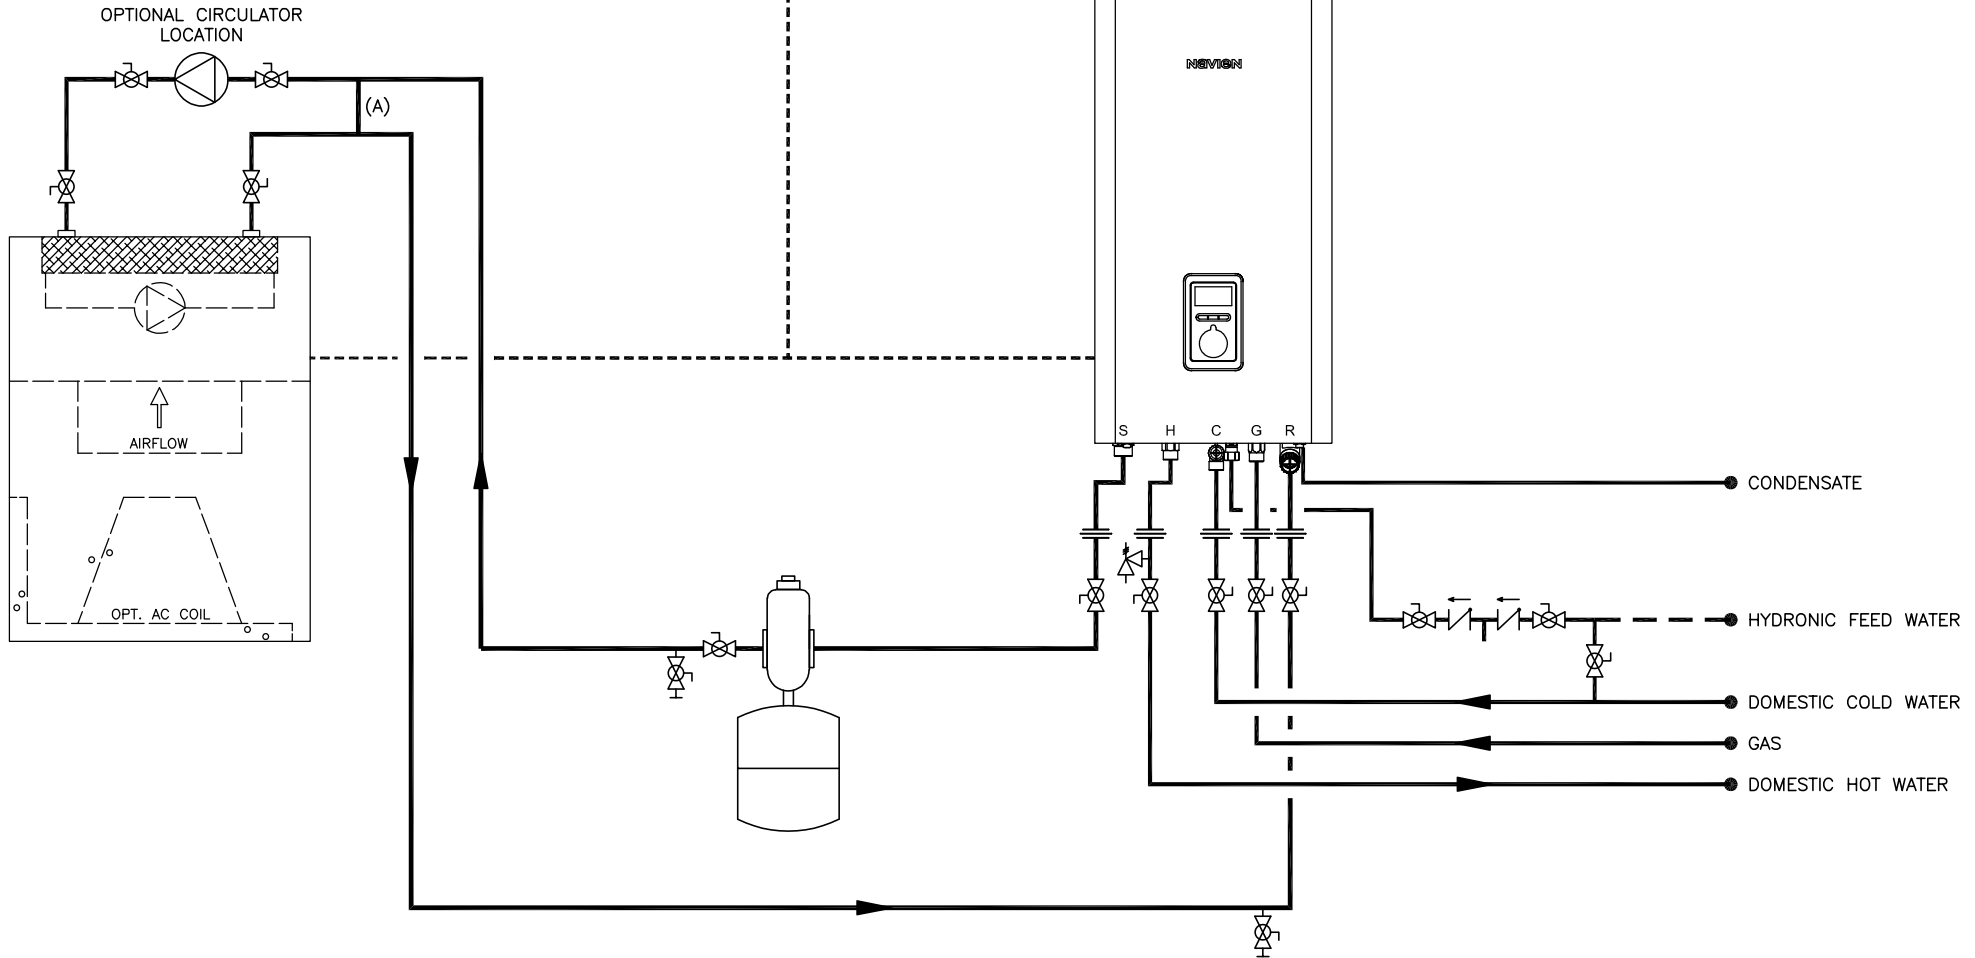 OPTIONAL CIRCULATOR
LOCATION
NAVIEN
(A)
AIRFLOW
S H C G R
CONDENSATE
OPT. AC COIL
HYDRONIC FEED WATER
DOMESTIC COLD WATER
GAS
DOMESTIC HOT WATER